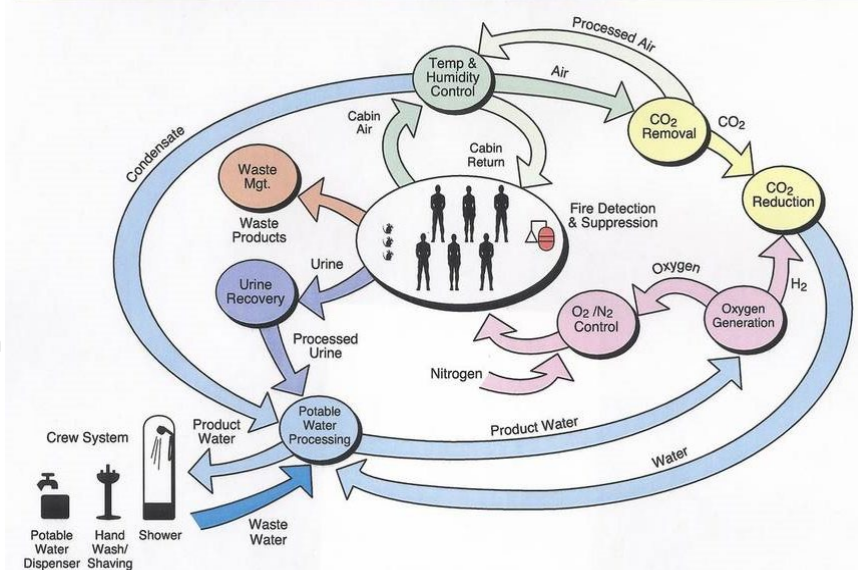 Processed Air
Temp &
Humidity
Control
Air
CO2
Removal
CO2
Condensate
Cabin
Air
Cabin
Return
Waste
Mgt.
Waste
Products
Fire Detection
& Suppression
CO2
Reduction
Urine
Urine
Recovery
Oxygen
H2
O2 /N2
Control
Oxygen
Generation
Processed
Urine
Nitrogen
Potable
Water
Processing
Product
Water
Product Water
Crew System
Water
Waste
Water
Potable
Water
Dispenser
Hand
Wash/
Shaving
Shower